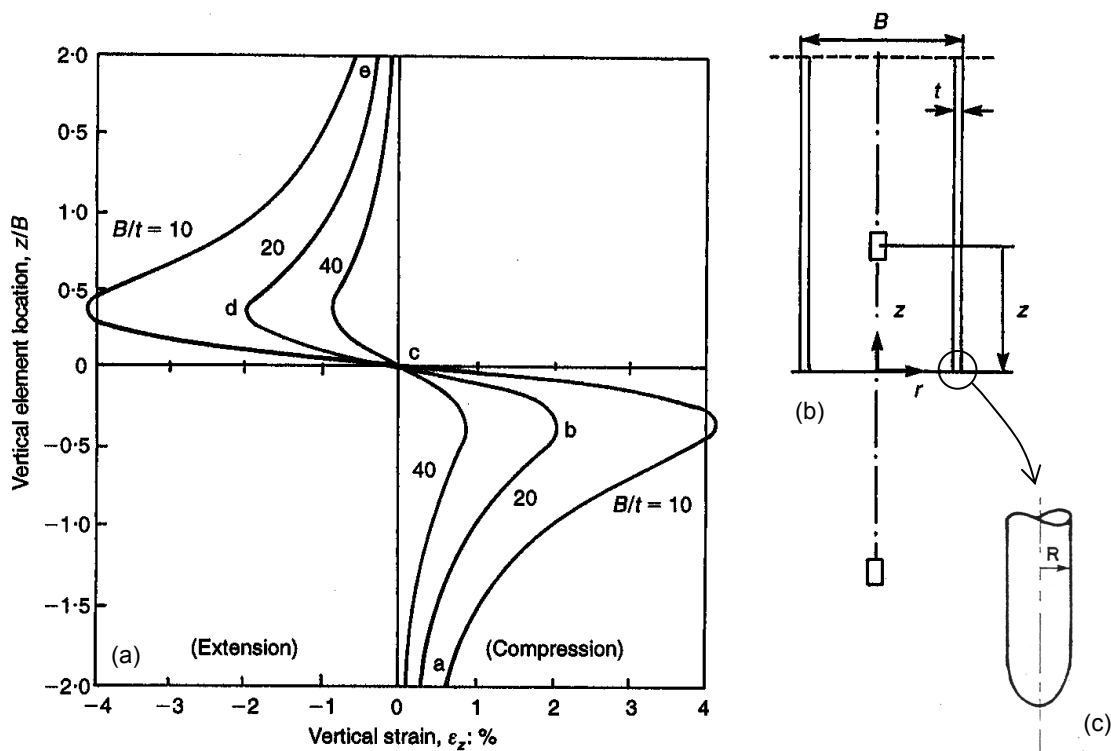 2·0
e
0·5
1·0
B/t = 10
20
40
0·5
d
c
0
b
−0·5
40
20
B/t = 10
−1·0
−1·5
(a)
(Extension)
a
(Compression)
−2·0
−4
−3
−2
−1
0
1
2
3
4
Vertical element location, z/B
Vertical strain, εz: %
B
t
z
z
r
(b)
R
(c)